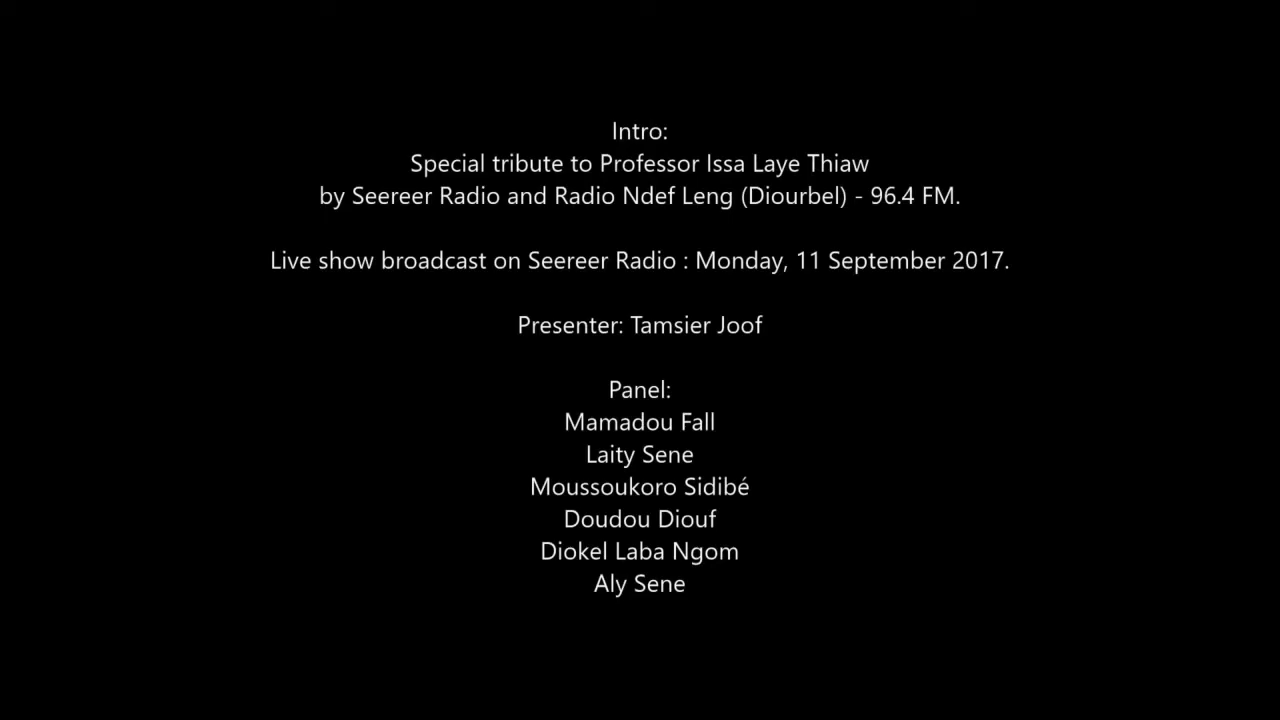 Intro:
Special tribute to Professor Issa Laye Thiaw
by Seereer Radio and Radio Ndef Leng (Diourbel) - 96.4 FM.
Live show broadcast on Seereer Radio : Monday, 11 September 2017.
Presenter: Tamsier Joof
Panel:
Mamadou Fall
Laity Sene
Moussoukoro Sidibé
Doudou Diouf
Diokel Laba Ngom
Aly Sene